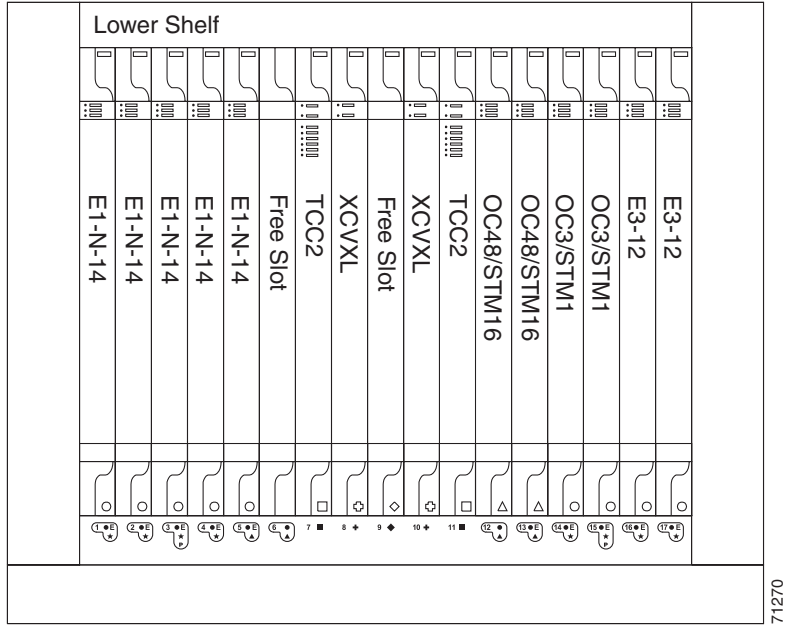 Lower Shelf
E1-N-14
E1-N-14
E1-N-14
E1-N-14
E1-N-14
Free Slot
TCC2
XCVXL
Free Slot
XCVXL
TCC2
OC48/STM16
OC48/STM16
OC3/STM1
OC3/STM1
E3-12
E3-12
1 E
2 E
3 E
P
4 E
5 E
6
7
8
9
10
11
12
13 E
14 E
15 E
P
16 E
17 E
71270